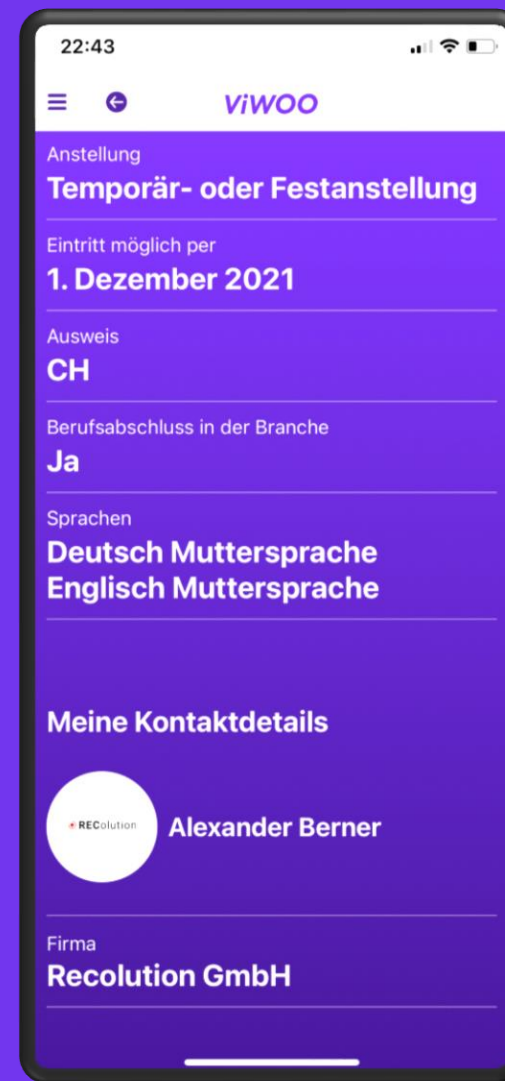 22:43
ViWOO
Anstellung
Temporär- oder Festanstellung
Eintritt möglich per
1. Dezember 2021
Ausweis
CH
Berufsabschluss in der Branche
Ja
Sprachen
Deutsch Muttersprache
Englisch Muttersprache
Meine Kontaktdetails
REColution
Alexander Berner
Firma
Recolution GmbH